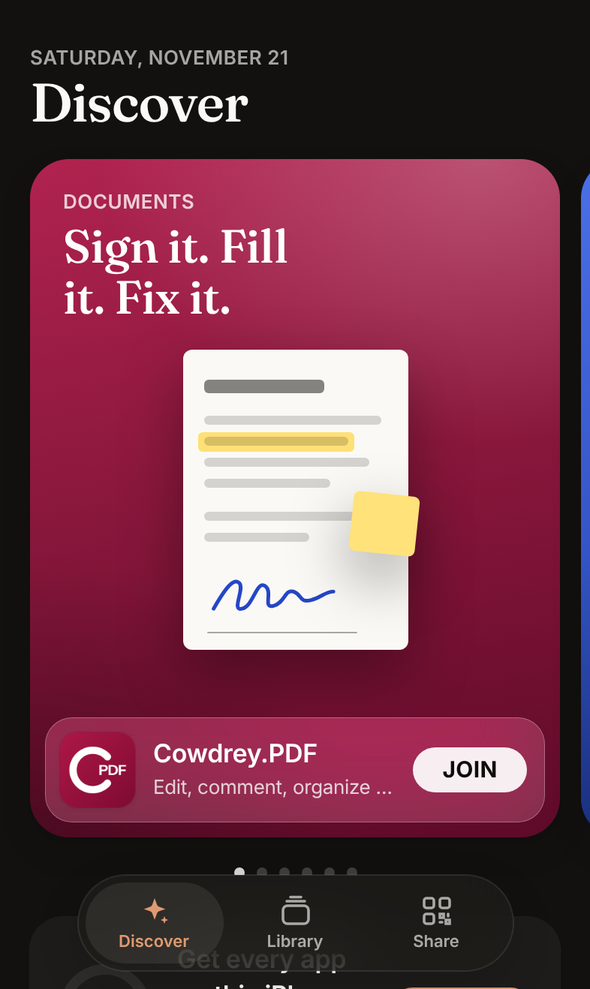 SATURDAY, NOVEMBER 21
Discover
DOCUMENTS
Sign it. Fill
it. Fix it.
PDF
Cowdrey.PDF
Edit, comment, organize ...
JOIN
Get every app
Discover
Library
Share